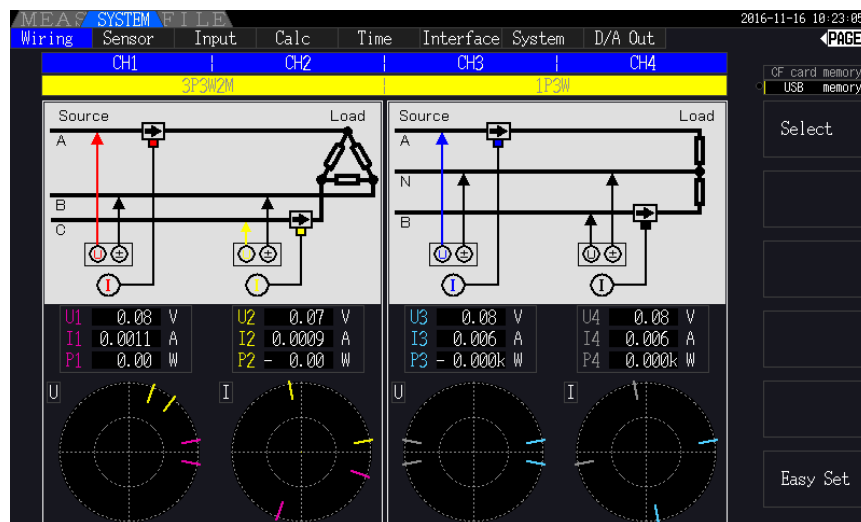 MEAS SYSTEM FILE 2016-11-16 10:23:09
Wiring Sensor Input Calc Time Interface System D/A Out PAGE
CH1 CH2 CH3 CH4
3P3W2M 1P3W
CF card memory
USB memory
Source Load Source Load
Select
A A
N
B
C B
U ± ± U ± U ±
I I I I
U1 0.08 V U2 0.07 V U3 0.08 V U4 0.08 V
I1 0.0011 A I2 0.0009 A I3 0.006 A I4 0.006 A
P1 0.00 W P2 - 0.00 W P3 - 0.000k W P4 0.000k W
U I U I
Easy Set